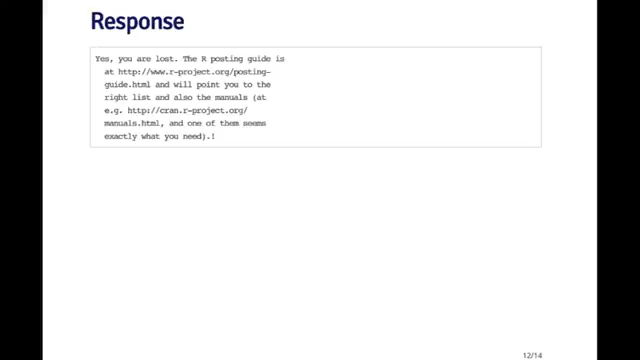 Response
Yes, you are lost. The R posting guide is
at http://www.r-project.org/posting-
guide.html and will point you to the
right list and also the manuals (at
e.g. http://cran.r-project.org/
manuals.html, and one of them seems
exactly what you need).!
12/14